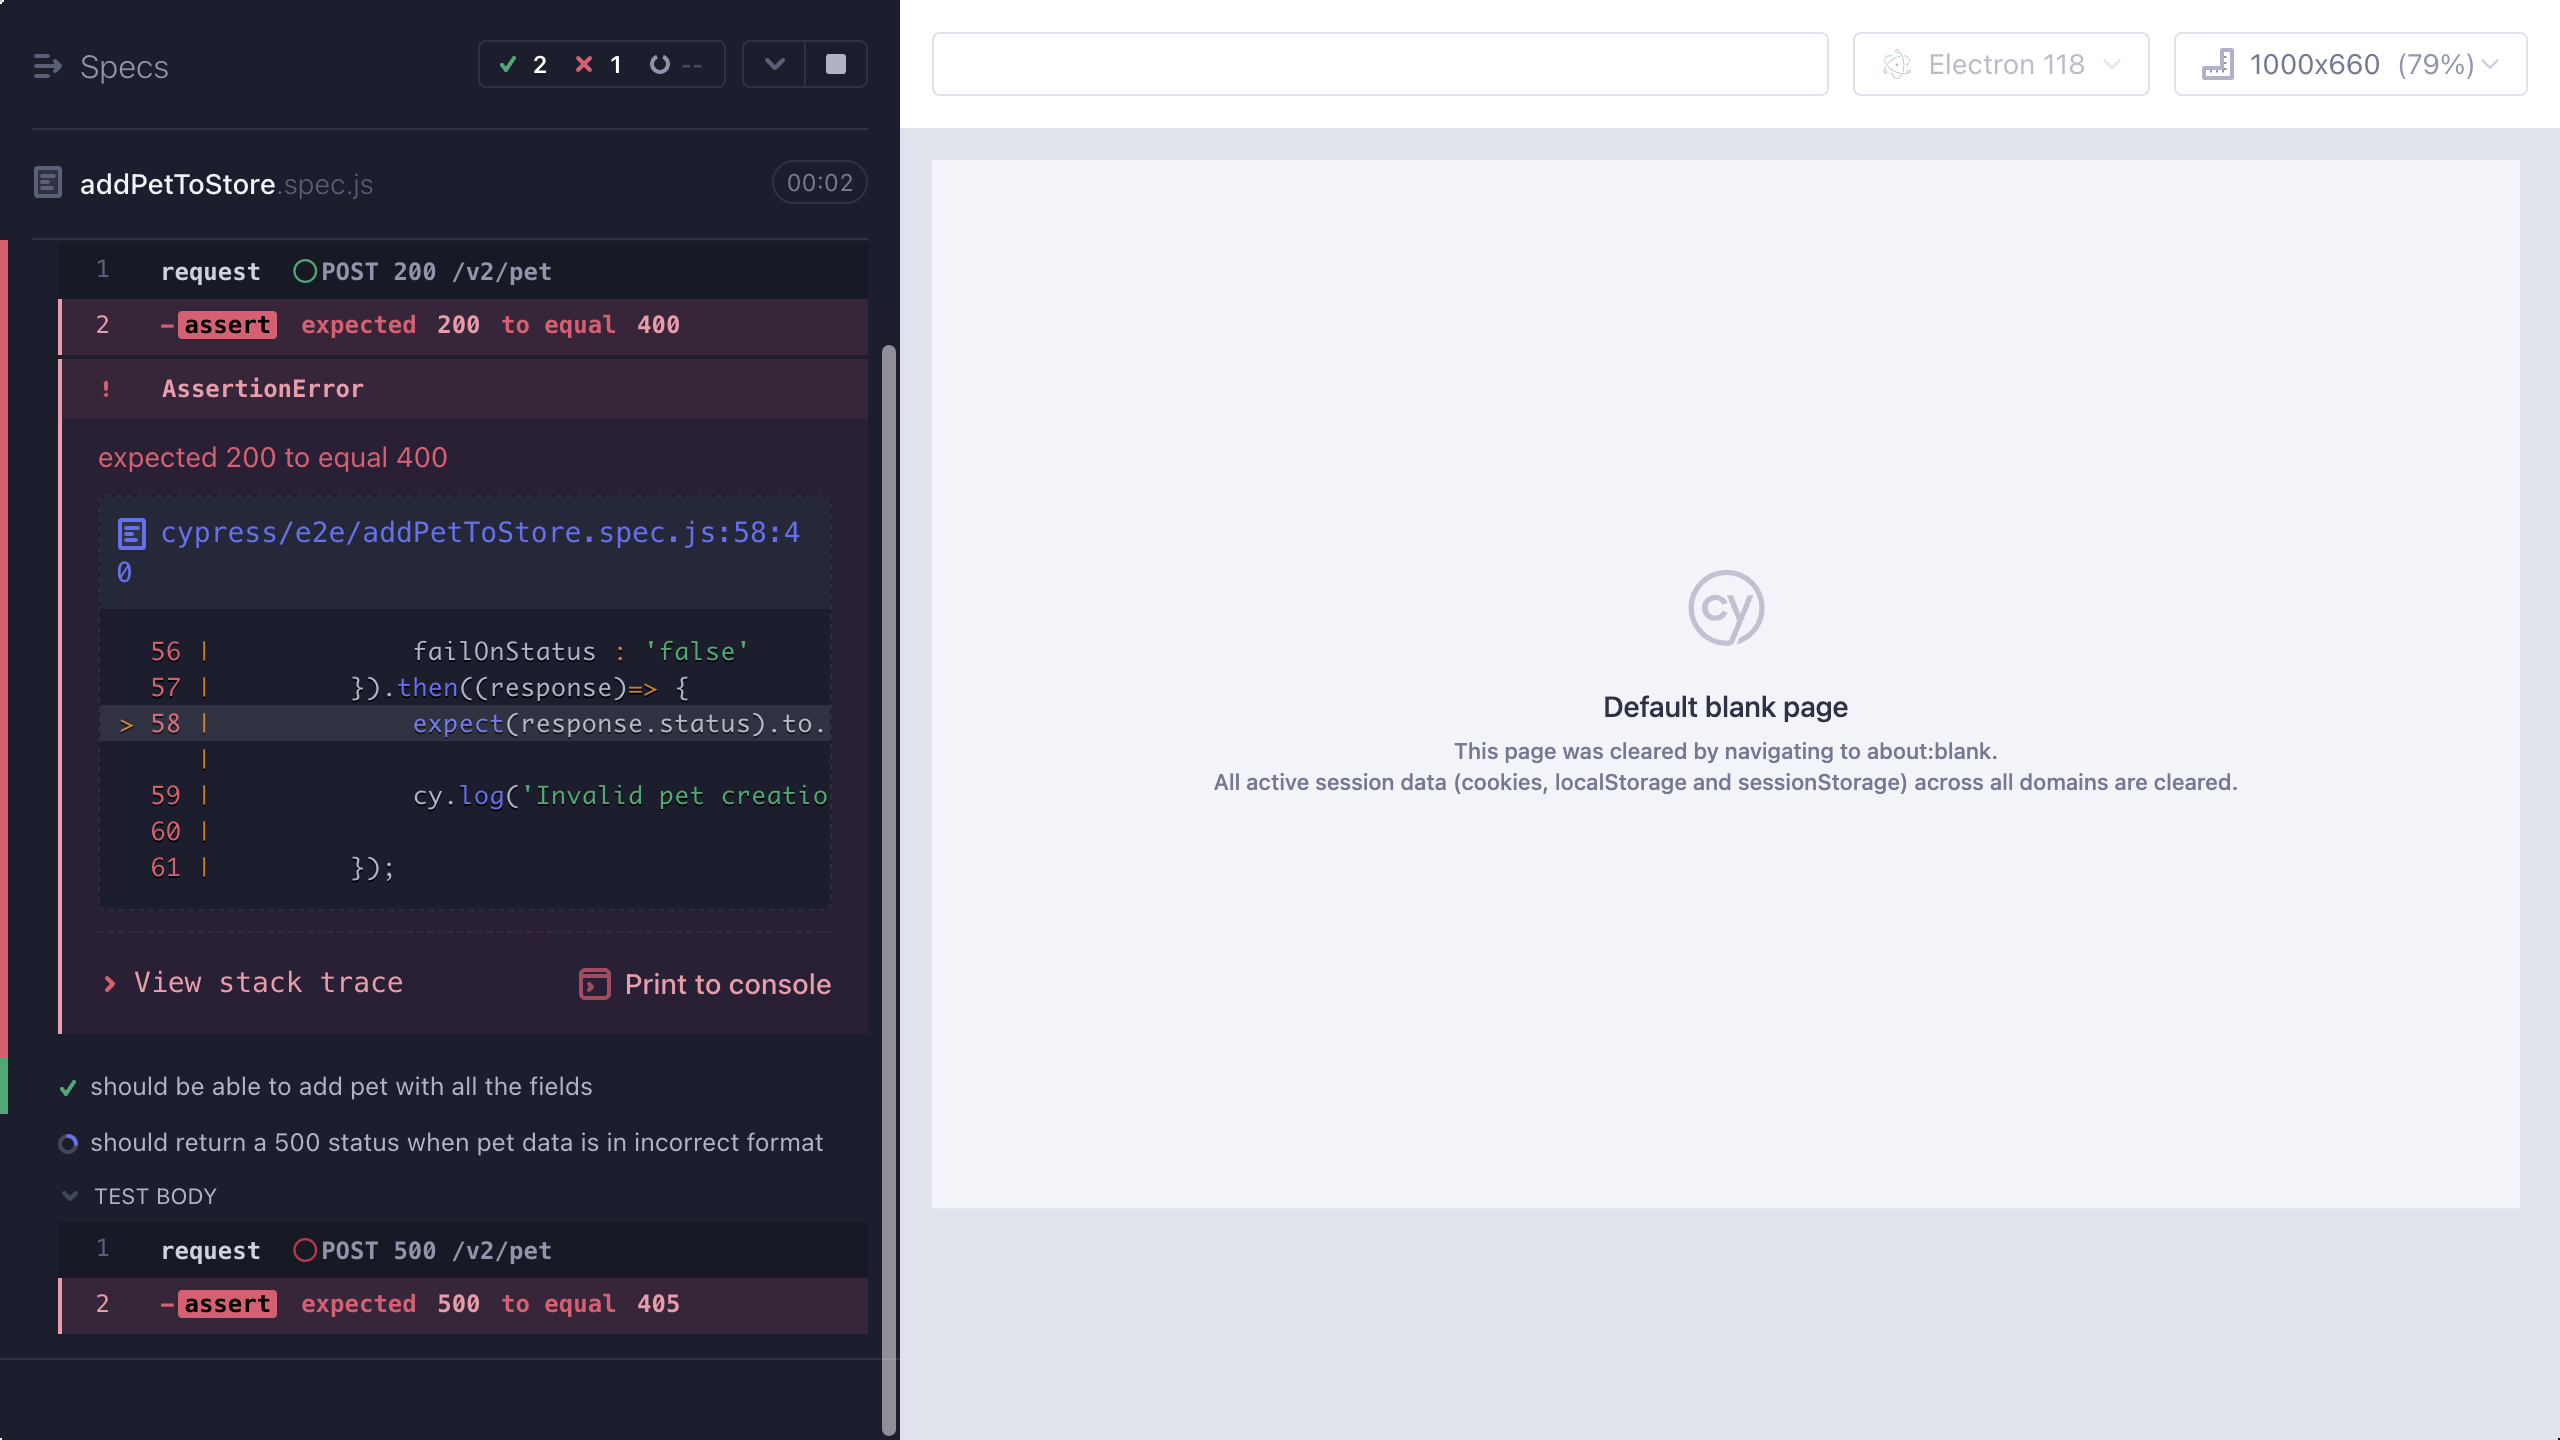 Specs
2 1 --
addPetToStore.spec.js
00:02
1 request POST 200 /v2/pet
2 -assert expected 200 to equal 400
! AssertionError
expected 200 to equal 400
cypress/e2e/addPetToStore.spec.js:58:4
0
56 | failOnStatus : 'false'
57 | }).then((response)=> {
> 58 | expect(response.status).to.
|
59 | cy.log('Invalid pet creatio
60 |
61 | });
View stack trace
Print to console
should be able to add pet with all the fields
should return a 500 status when pet data is in incorrect format
TEST BODY
1 request POST 500 /v2/pet
2 -assert expected 500 to equal 405
Electron 118
1000x660 (79%)
cy
Default blank page
This page was cleared by navigating to about:blank.
All active session data (cookies, localStorage and sessionStorage) across all domains are cleared.